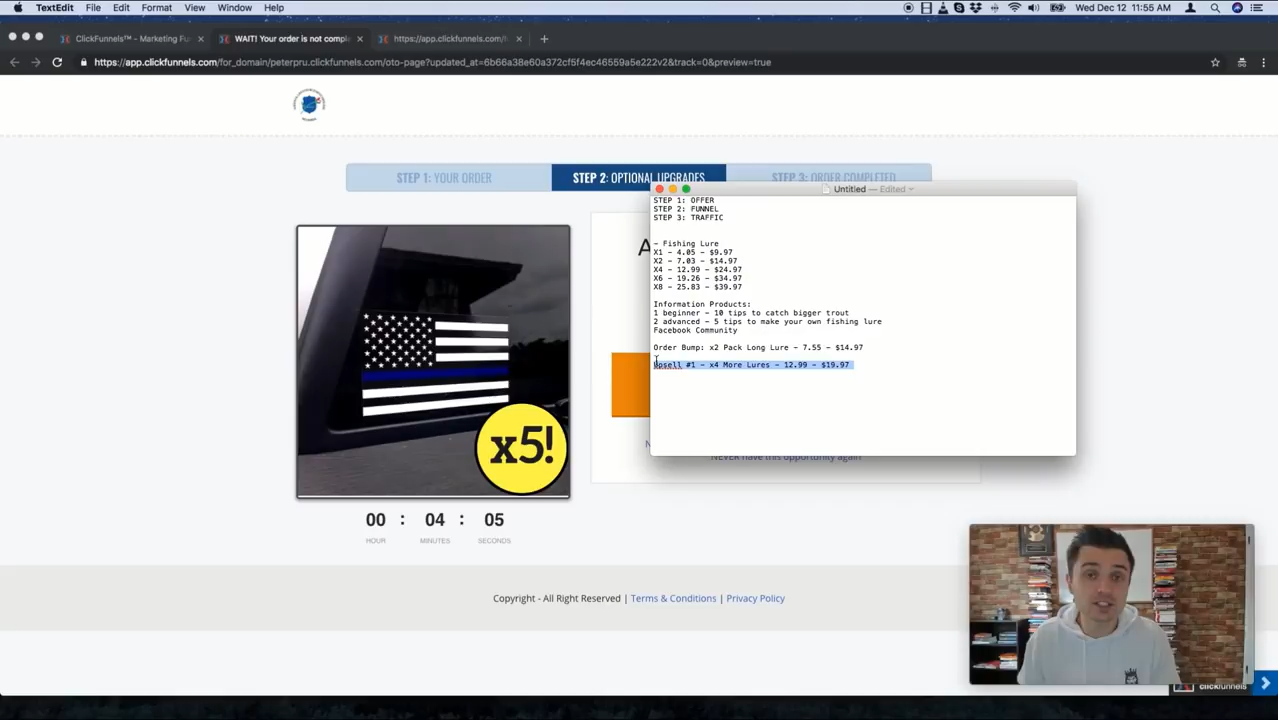 TextEdit File Edit Format View Window Help
Wed Dec 12 11:55 AM
ClickFunnels™ - Marketing Fu
WAIT! Your order is not comple
https://app.clickfunnels.com/fo
https://app.clickfunnels.com/for_domain/peterpru.clickfunnels.com/oto-page?updated_at=6b66a38e60a372cf5f4ec46559a5e222v2&track=0&preview=true
STEP 1: YOUR ORDER
STEP 2: OPTIONAL UPGRADES
STEP 3: ORDER COMPLETED
Untitled — Edited
STEP 1: OFFER
STEP 2: FUNNEL
STEP 3: TRAFFIC
- Fishing Lure
X1 - 4.05 - $9.97
X2 - 7.03 - $14.97
X4 - 12.99 - $24.97
X6 - 19.26 - $34.97
X8 - 25.83 - $39.97
Information Products:
1 beginner - 10 tips to catch bigger trout
2 advanced - 5 tips to make your own fishing lure
Facebook Community
Order Bump: x2 Pack Long Lure - 7.55 - $14.97
Upsell #1 - x4 More Lures - 12.99 - $19.97
A
N
NEVER have this opportunity again
x5!
00 : 04 : 05
HOUR MINUTES SECONDS
Copyright - All Right Reserved | Terms & Conditions | Privacy Policy
clickfunnels